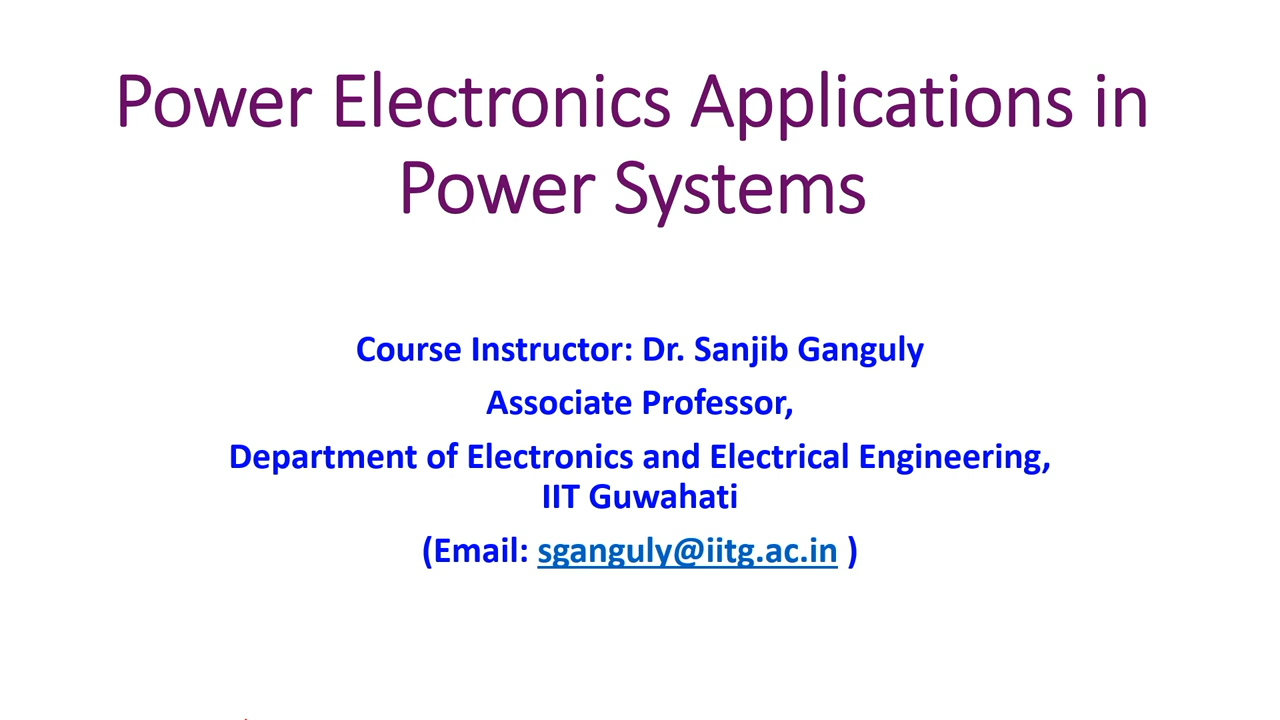 Power Electronics Applications in
Power Systems
Course Instructor: Dr. Sanjib Ganguly
Associate Professor,
Department of Electronics and Electrical Engineering,
IIT Guwahati
(Email: sganguly@iitg.ac.in )